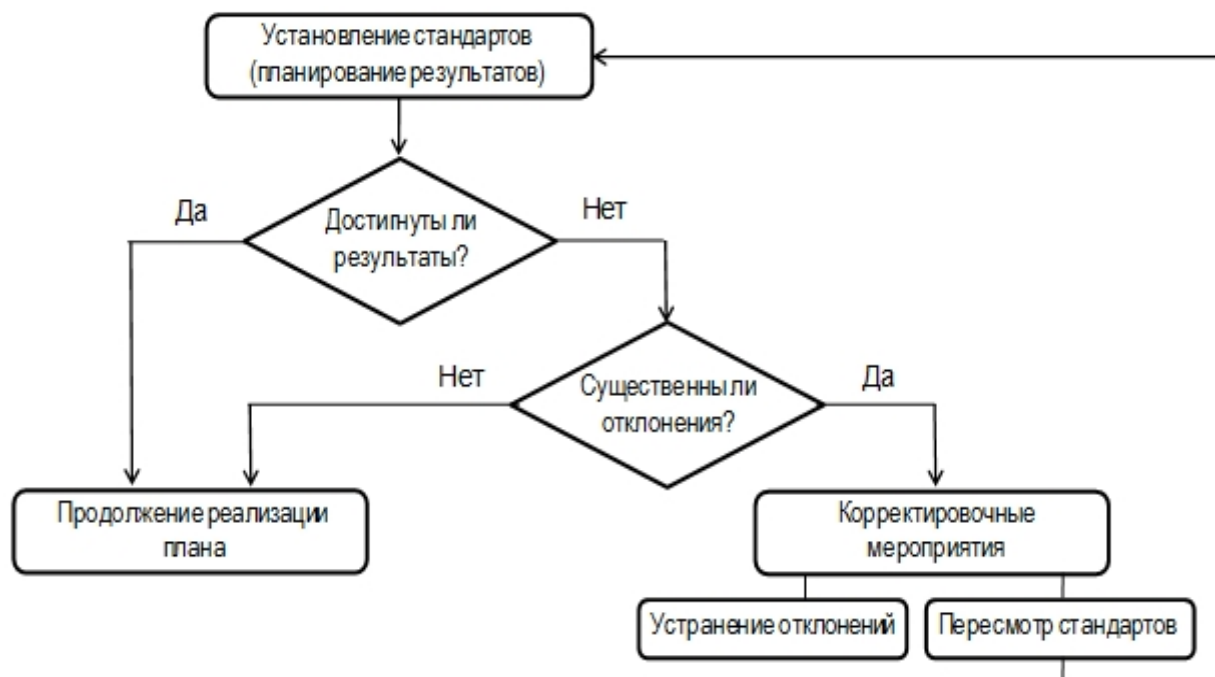 Установление стандартов
(планирование результатов)
Да
Достигнуты ли
результаты?
Нет
Нет
Существенны ли
отклонения?
Да
Продолжение реализации
плана
Корректировочные
мероприятия
Устранение отклонений
Пересмотр стандартов